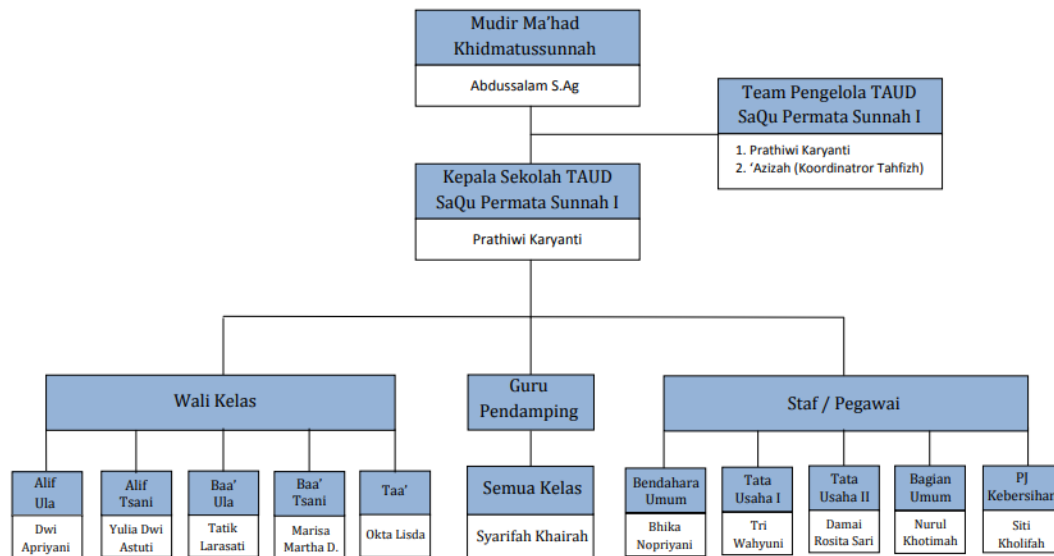 Mudir Ma'had
Khidmatussunnah
Abdussalam S.Ag
Team Pengelola TAUD
SaQu Permata Sunnah I
1. Prathiwi Karyanti
2. ‘Azizah (Koordinatror Tahfizh)
Kepala Sekolah TAUD
SaQu Permata Sunnah I
Prathiwi Karyanti
Wali Kelas
Guru
Pendamping
Staf / Pegawai
Alif
Ula
Dwi
Apriyani
Alif
Tsani
Yulia Dwi
Astuti
Baa'
Ula
Tatik
Larasati
Baa'
Tsani
Marisa
Martha D.
Taa'
Okta Lisda
Semua Kelas
Syarifah Khairah
Bendahara
Umum
Bhika
Nopriyani
Tata
Usaha I
Tri
Wahyuni
Tata
Usaha II
Damai
Rosita Sari
Bagian
Umum
Nurul
Khotimah
PJ
Kebersihan
Siti
Kholifah